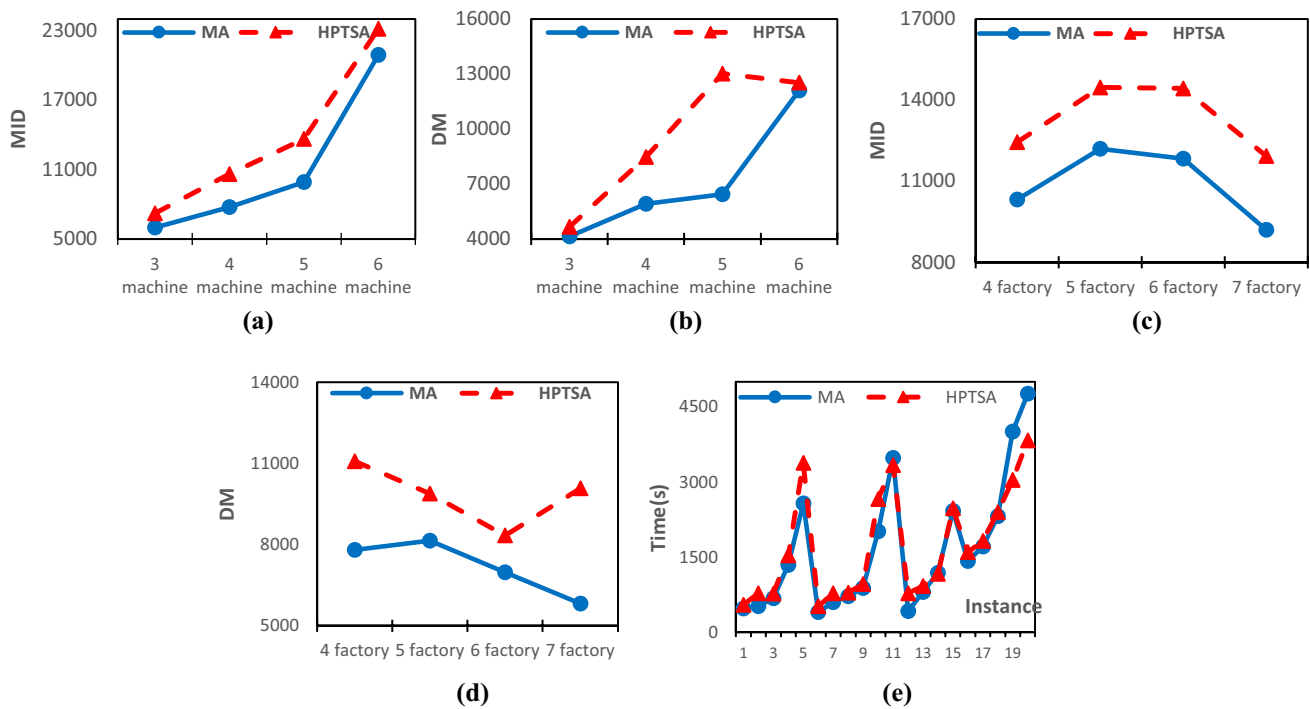 MA HPTSA
23000
17000
11000
5000
MID
3 4 5 6
machine machine machine machine
(a)
MA HPTSA
16000
13000
10000
7000
4000
DM
3 4 5 6
machine machine machine machine
(b)
MA HPTSA
17000
14000
11000
8000
MID
4 factory 5 factory 6 factory 7 factory
(c)
MA HPTSA
14000
11000
8000
5000
DM
4 factory 5 factory 6 factory 7 factory
(d)
MA HPTSA
4500
3000
1500
0
Time(s)
Instance
1 3 5 7 9 11 13 15 17 19
(e)